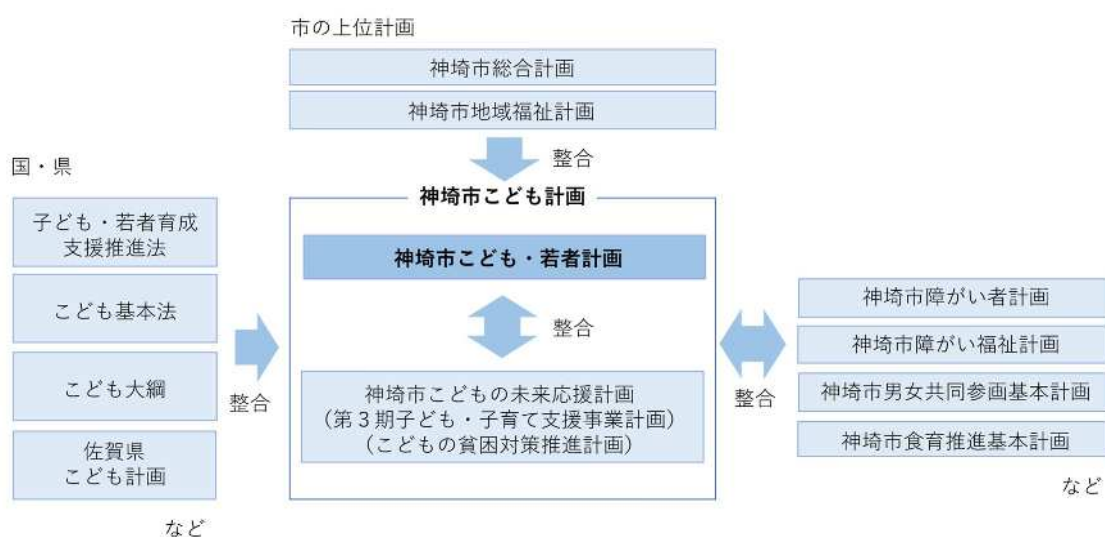 市の上位計画
神埼市総合計画
神埼市地域福祉計画
整合
国・県
子ども・若者育成
支援推進法
こども基本法
こども大綱
佐賀県
こども計画
など
整合
神埼市こども計画
神埼市こども・若者計画
整合
神埼市こどもの未来応援計画
(第3期子ども・子育て支援事業計画)
(こどもの貧困対策推進計画)
整合
神埼市障がい者計画
神埼市障がい福祉計画
神埼市男女共同参画基本計画
神埼市食育推進基本計画
など